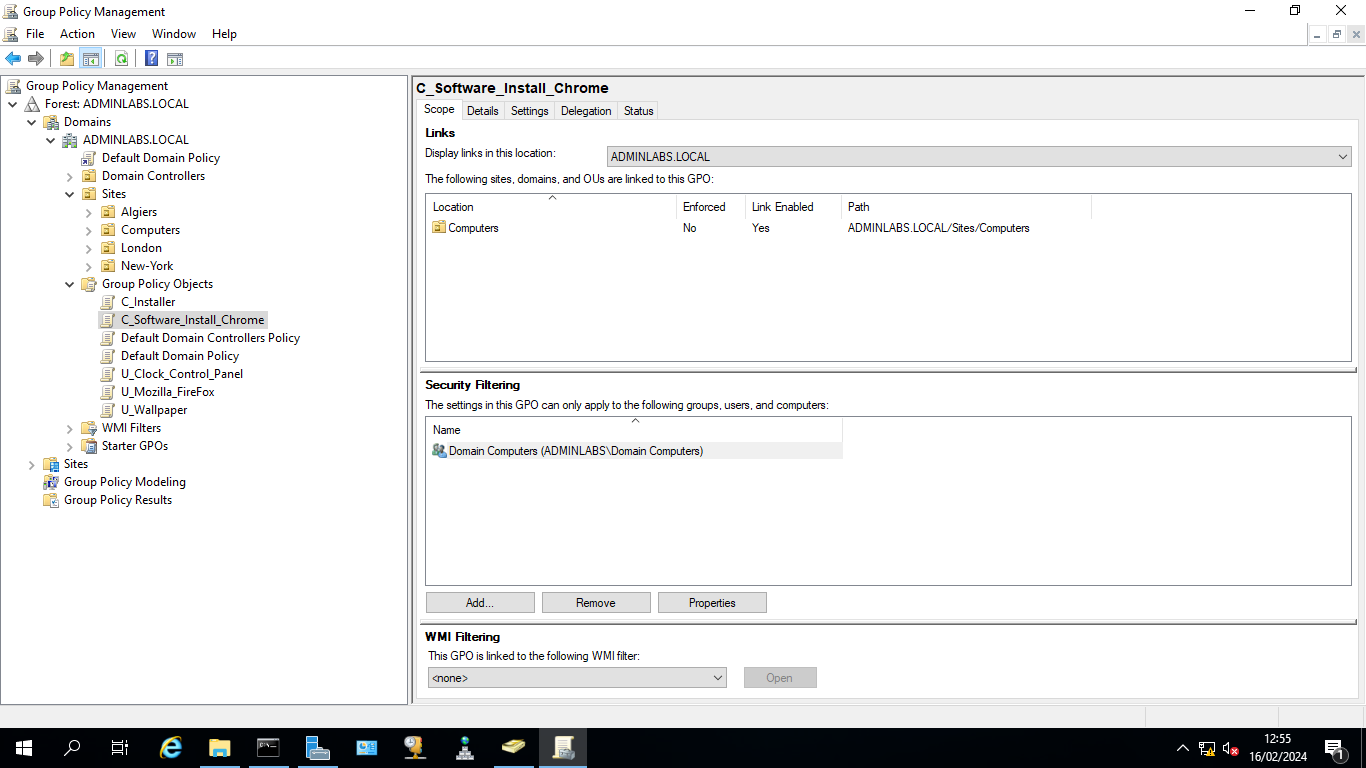 Group Policy Management
File Action View Window Help
Group Policy Management
Forest: ADMINLABS.LOCAL
Domains
ADMINLABS.LOCAL
Default Domain Policy
Domain Controllers
Sites
Algiers
Computers
London
New-York
Group Policy Objects
C_Installer
C_Software_Install_Chrome
Default Domain Controllers Policy
Default Domain Policy
U_Clock_Control_Panel
U_Mozilla_FireFox
U_Wallpaper
WMI Filters
Starter GPOs
Sites
Group Policy Modeling
Group Policy Results
C_Software_Install_Chrome
Scope Details Settings Delegation Status
Links
Display links in this location: ADMINLABS.LOCAL
The following sites, domains, and OUs are linked to this GPO:
Location Enforced Link Enabled Path
Computers No Yes ADMINLABS.LOCAL/Sites/Computers
Security Filtering
The settings in this GPO can only apply to the following groups, users, and computers:
Name
Domain Computers (ADMINLABS\Domain Computers)
Add... Remove Properties
WMI Filtering
This GPO is linked to the following WMI filter:
<none> Open
12:55
16/02/2024
1